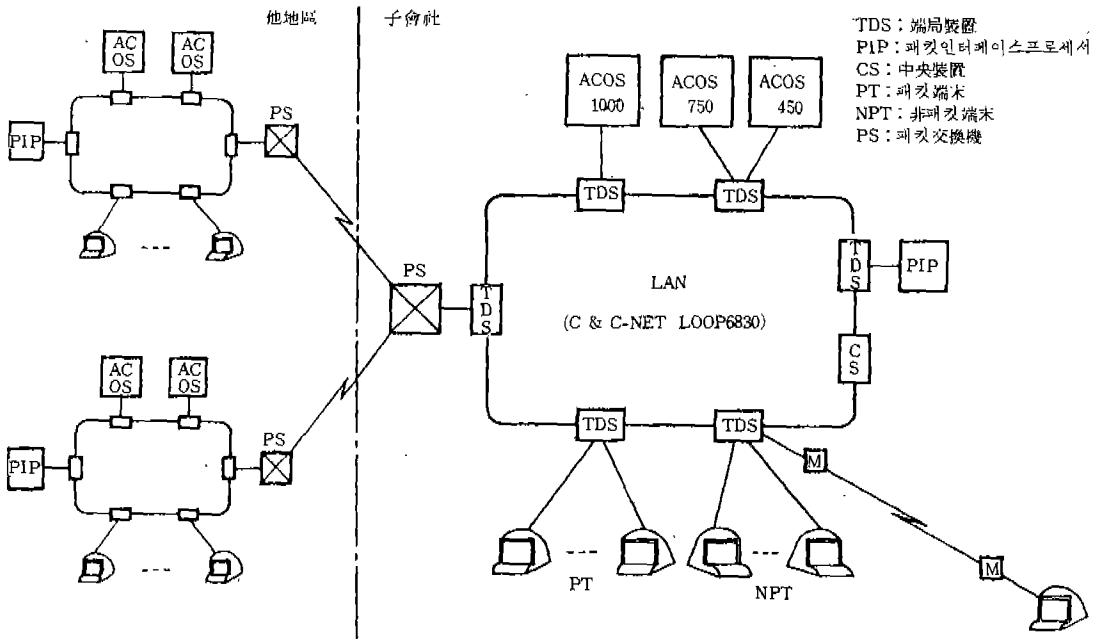 他地區
子會社
TDS : 端局裝置
PIP : 패킷인터페이스프로세서
CS : 中央裝置
PT : 패킷端末
NPT : 非패킷端末
PS : 패킷交換機
AC
OS
AC
OS
PIP
PS
ACOS
1000
ACOS
750
ACOS
450
TDS
TDS
PS
TDS
TDS
PIP
LAN
(C & C-NET LOOP6830)
CS
AC
OS
AC
OS
PIP
PS
TDS
TDS
M
PT
NPT
M